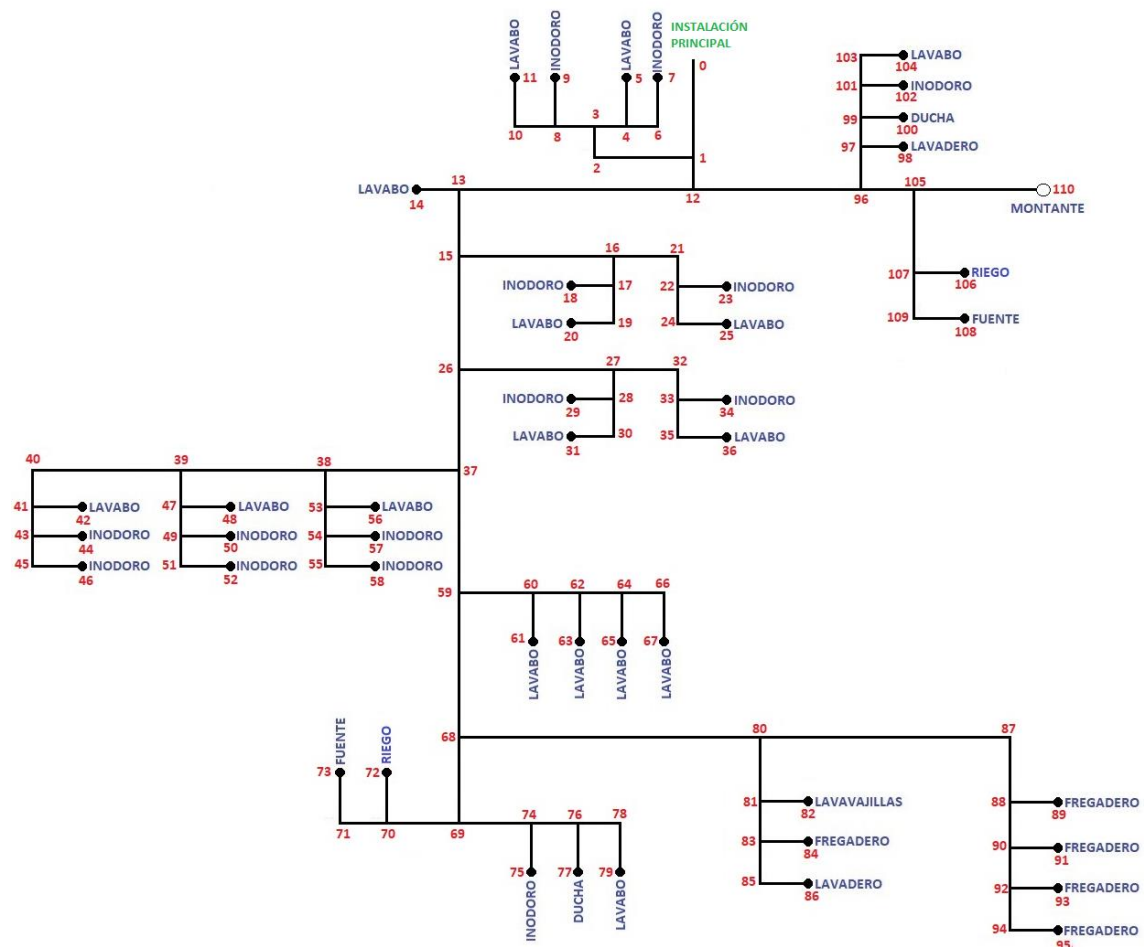 INSTALACIÓN
PRINCIPAL
0
LAVABO
INODORO
LAVABO
INODORO
11
9
5
7
10
8
3
4
6
2
1
103
LAVABO
104
101
INODORO
102
99
DUCHA
100
97
LAVADERO
98
LAVABO
14
13
12
96
105
110
MONTANTE
107
RIEGO
106
109
FUENTE
108
15
16
21
INODORO
18
17
22
INODORO
23
LAVABO
20
19
24
LAVABO
25
26
27
32
INODORO
29
28
33
INODORO
34
LAVABO
31
30
35
LAVABO
36
40
39
38
37
41
LAVABO
42
47
LAVABO
48
53
LAVABO
56
43
INODORO
44
49
INODORO
50
54
INODORO
57
45
INODORO
46
51
INODORO
52
55
INODORO
58
59
60
62
64
66
61
63
65
67
LAVABO
LAVABO
LAVABO
LAVABO
68
80
87
FUENTE
RIEGO
73
72
71
70
69
74
76
78
75
77
79
INODORO
DUCHA
LAVABO
81
LAVAVAJILLAS
82
83
FREGADERO
84
85
LAVADERO
86
88
FREGADERO
89
90
FREGADERO
91
92
FREGADERO
93
94
FREGADERO
95